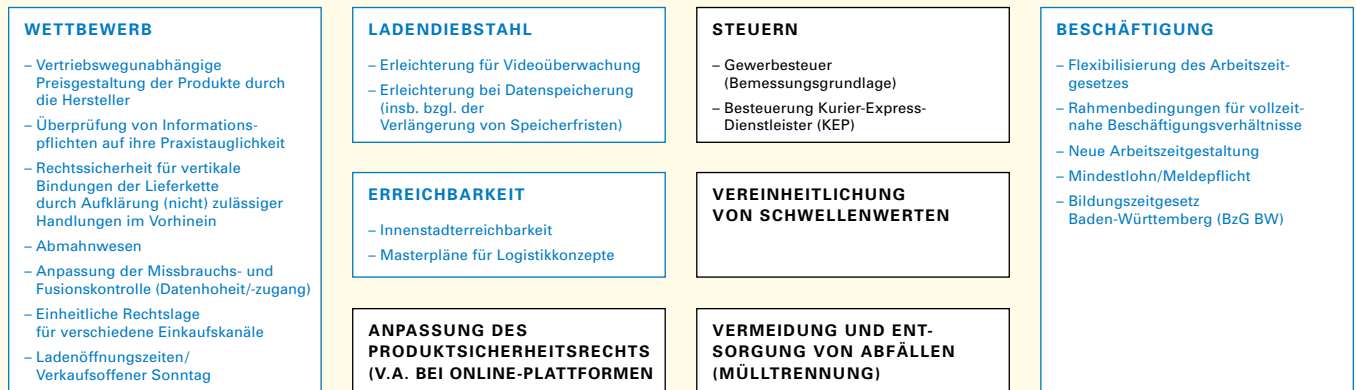 WETTBEWERB
– Vertriebswegunabhängige
Preisgestaltung der Produkte durch
die Hersteller
– Überprüfung von Informations-
pflichten auf ihre Praxistauglichkeit
– Rechtssicherheit für vertikale
Bindungen der Lieferkette
durch Aufklärung (nicht) zulässiger
Handlungen im Vorhinein
– Abmahnwesen
– Anpassung der Missbrauchs- und
Fusionskontrolle (Datenhoheit/-zugang)
– Einheitliche Rechtslage
für verschiedene Einkaufskanäle
– Ladenöffnungszeiten/
Verkaufsoffener Sonntag
LADENDIEBSTAHL
– Erleichterung für Videoüberwachung
– Erleichterung bei Datenspeicherung
(insb. bzgl. der
Verlängerung von Speicherfristen)
ERREICHBARKEIT
– Innenstadterreichbarkeit
– Masterpläne für Logistikkonzepte
ANPASSUNG DES
PRODUKTSICHERHEITSRECHTS
(V.A. BEI ONLINE-PLATTFORMEN
STEUERN
– Gewerbesteuer
(Bemessungsgrundlage)
– Besteuerung Kurier-Express-
Dienstleister (KEP)
VEREINHEITLICHUNG
VON SCHWELLENWERTEN
VERMEIDUNG UND ENT-
SORGUNG VON ABFÄLLEN
(MÜLLTRENNUNG)
BESCHÄFTIGUNG
– Flexibilisierung des Arbeitszeit-
gesetzes
– Rahmenbedingungen für vollzeit-
nahe Beschäftigungsverhältnisse
– Neue Arbeitszeitgestaltung
– Mindestlohn/Meldepflicht
– Bildungszeitgesetz
Baden-Württemberg (BzG BW)